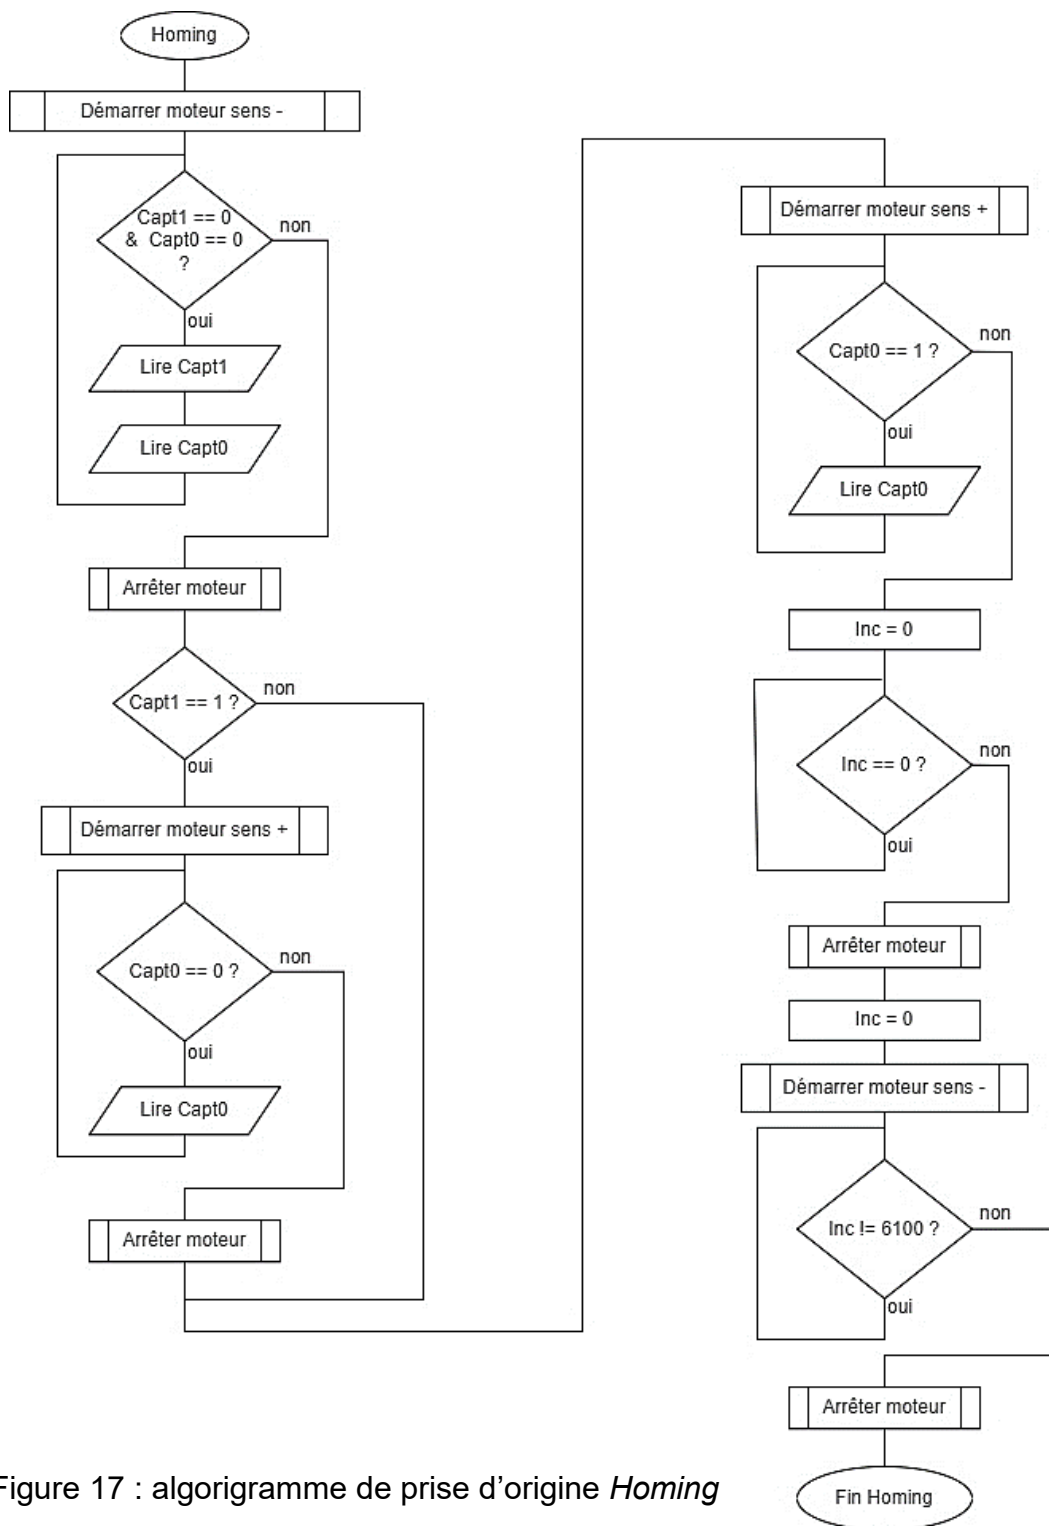 Homing
Démarrer moteur sens -
Capt1 == 0
& Capt0 == 0
?
non
oui
Lire Capt1
Lire Capt0
Arrêter moteur
Capt1 == 1 ?
non
oui
Démarrer moteur sens +
Capt0 == 0 ?
non
oui
Lire Capt0
Arrêter moteur
Démarrer moteur sens +
Capt0 == 1 ?
non
oui
Lire Capt0
Inc = 0
Inc == 0 ?
non
oui
Arrêter moteur
Inc = 0
Démarrer moteur sens -
Inc != 6100 ?
non
oui
Arrêter moteur
Fin Homing
Figure 17 : algorigramme de prise d’origine Homing